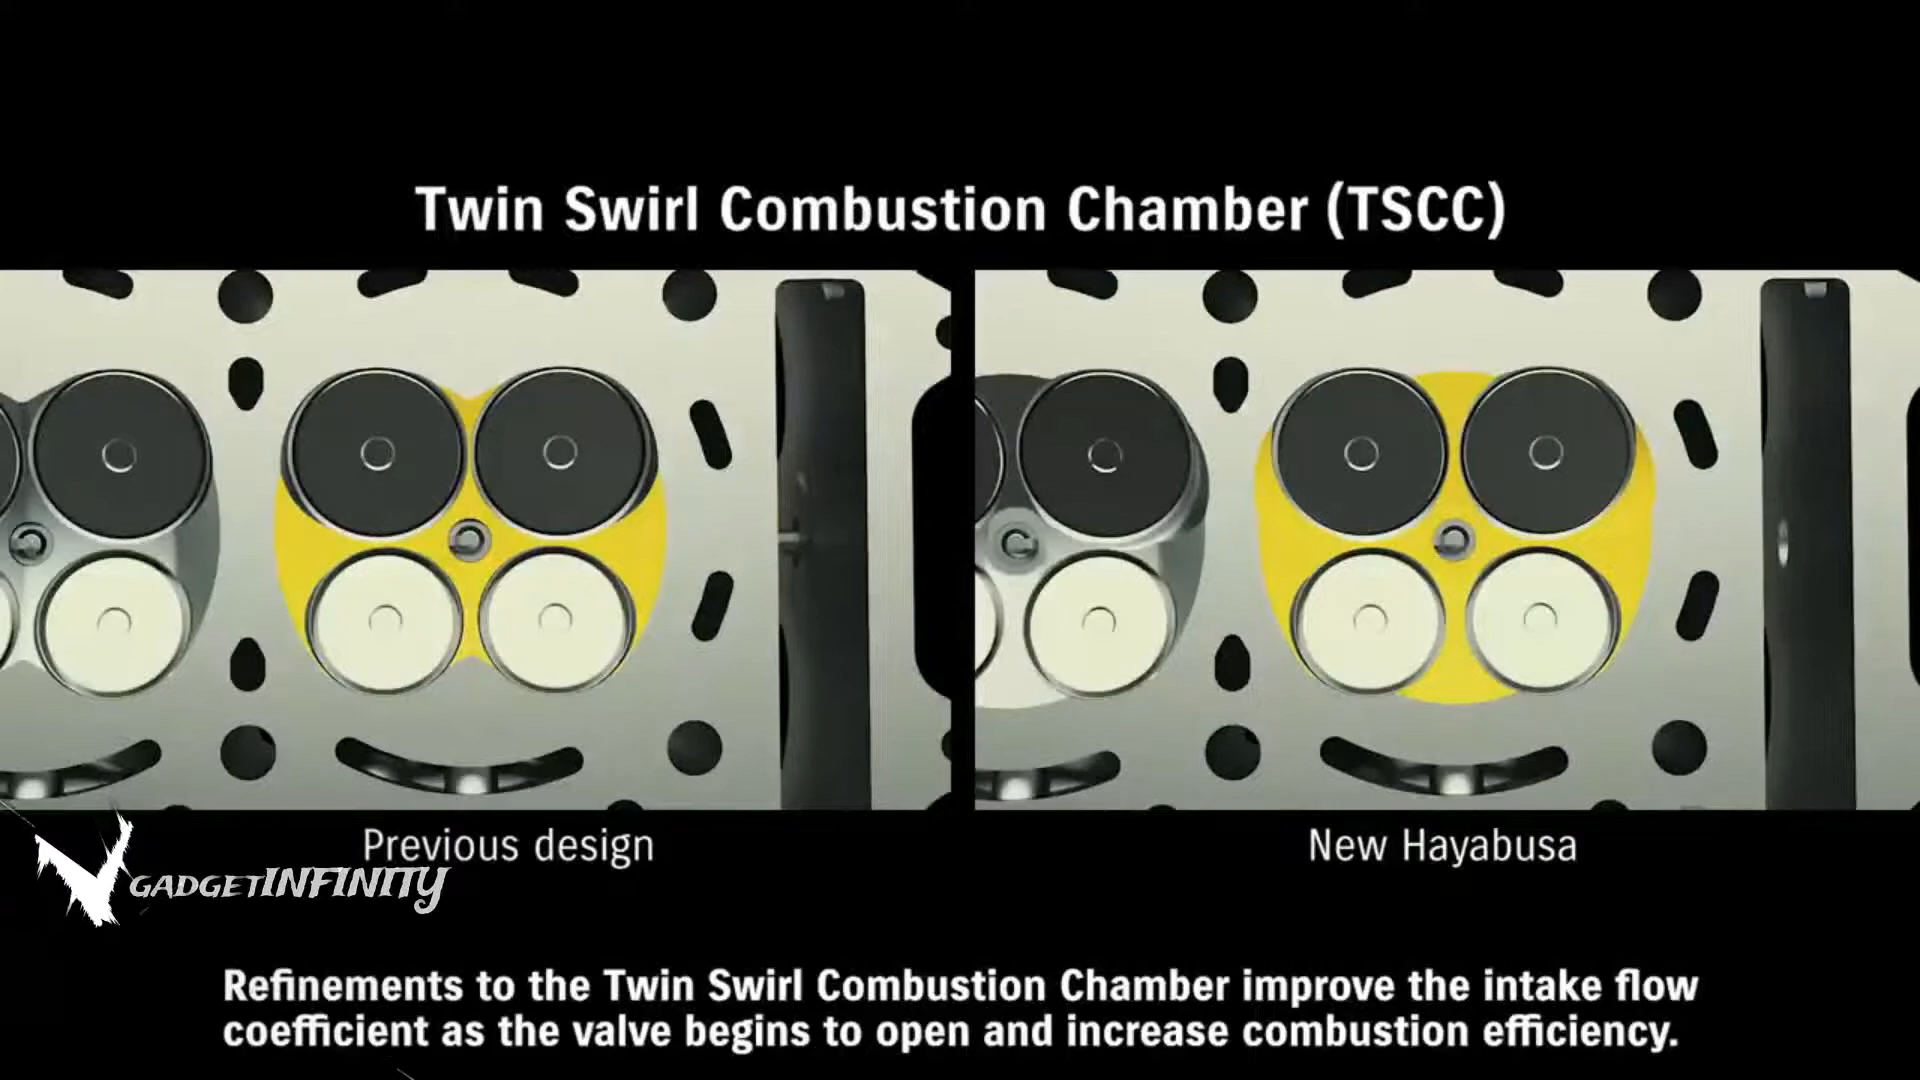 Twin Swirl Combustion Chamber (TSCC)
Previous design
New Hayabusa
GADGETINFINITY
Refinements to the Twin Swirl Combustion Chamber improve the intake flow
coefficient as the valve begins to open and increase combustion efficiency.